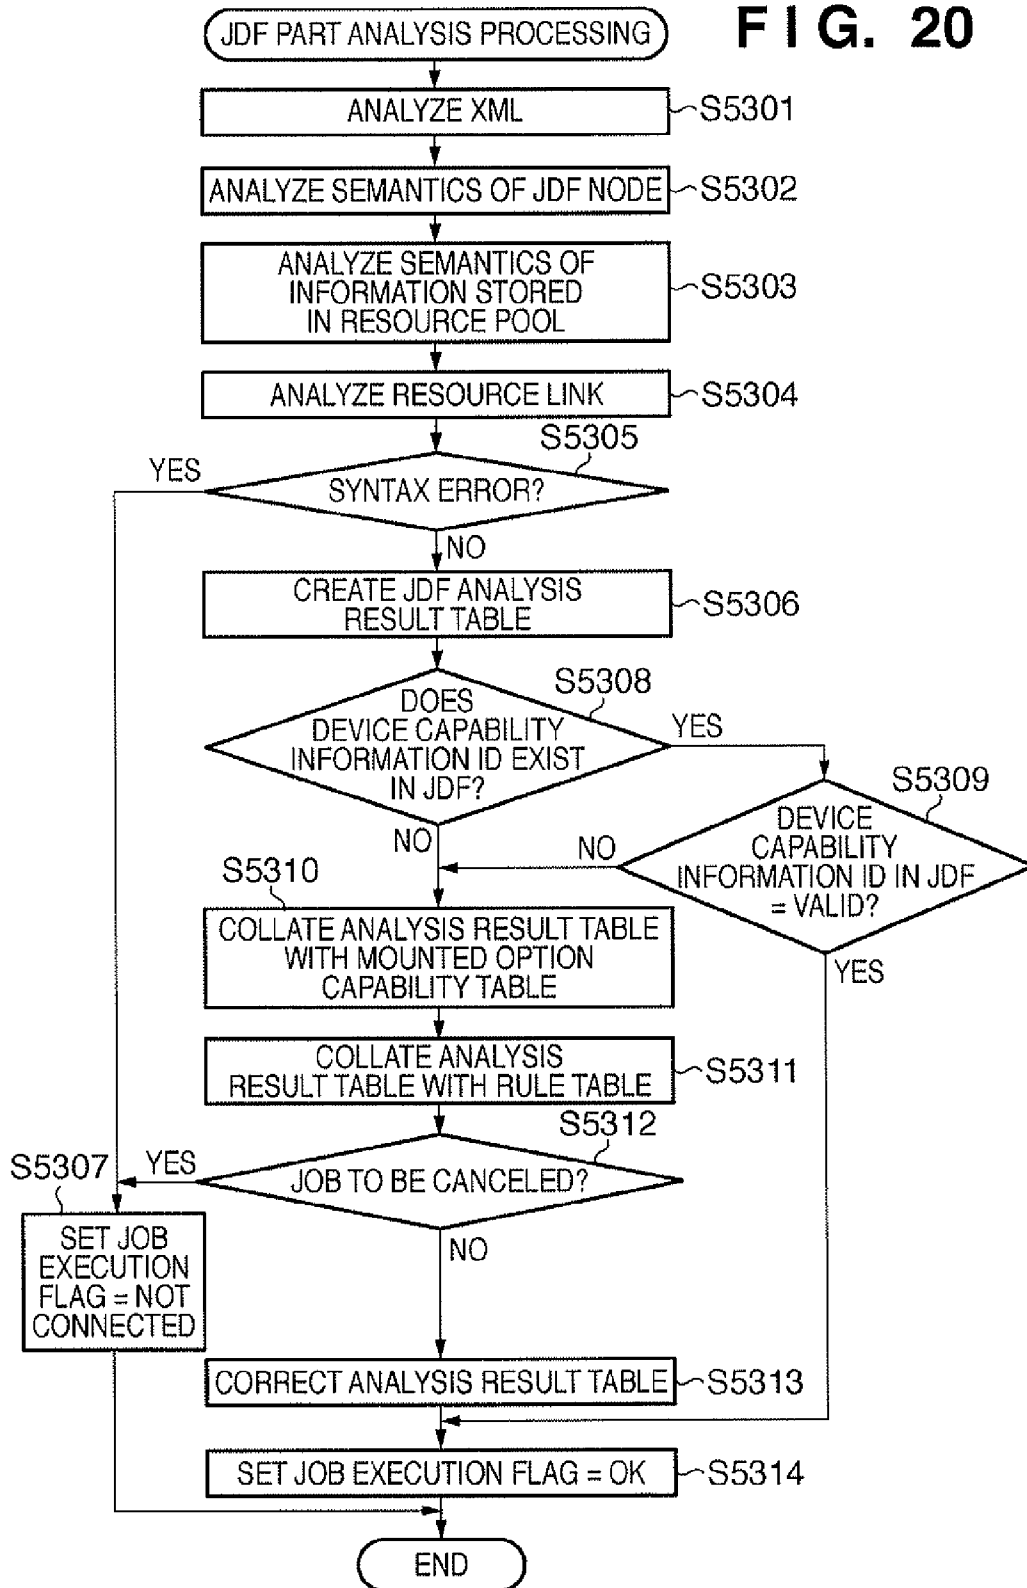 FIG. 20
JDF PART ANALYSIS PROCESSING
ANALYZE XML
S5301
ANALYZE SEMANTICS OF JDF NODE
S5302
ANALYZE SEMANTICS OF
INFORMATION STORED
IN RESOURCE POOL
S5303
ANALYZE RESOURCE LINK
S5304
S5305
YES
SYNTAX ERROR?
NO
CREATE JDF ANALYSIS
RESULT TABLE
S5306
S5308
DOES
DEVICE CAPABILITY
INFORMATION ID EXIST
IN JDF?
YES
NO
S5309
DEVICE
CAPABILITY
INFORMATION ID IN JDF
= VALID?
NO
YES
S5310
COLLATE ANALYSIS RESULT TABLE
WITH MOUNTED OPTION
CAPABILITY TABLE
COLLATE ANALYSIS
RESULT TABLE WITH RULE TABLE
S5311
S5312
JOB TO BE CANCELED?
YES
NO
S5307
SET JOB
EXECUTION
FLAG = NOT
CONNECTED
CORRECT ANALYSIS RESULT TABLE
S5313
SET JOB EXECUTION FLAG = OK
S5314
END